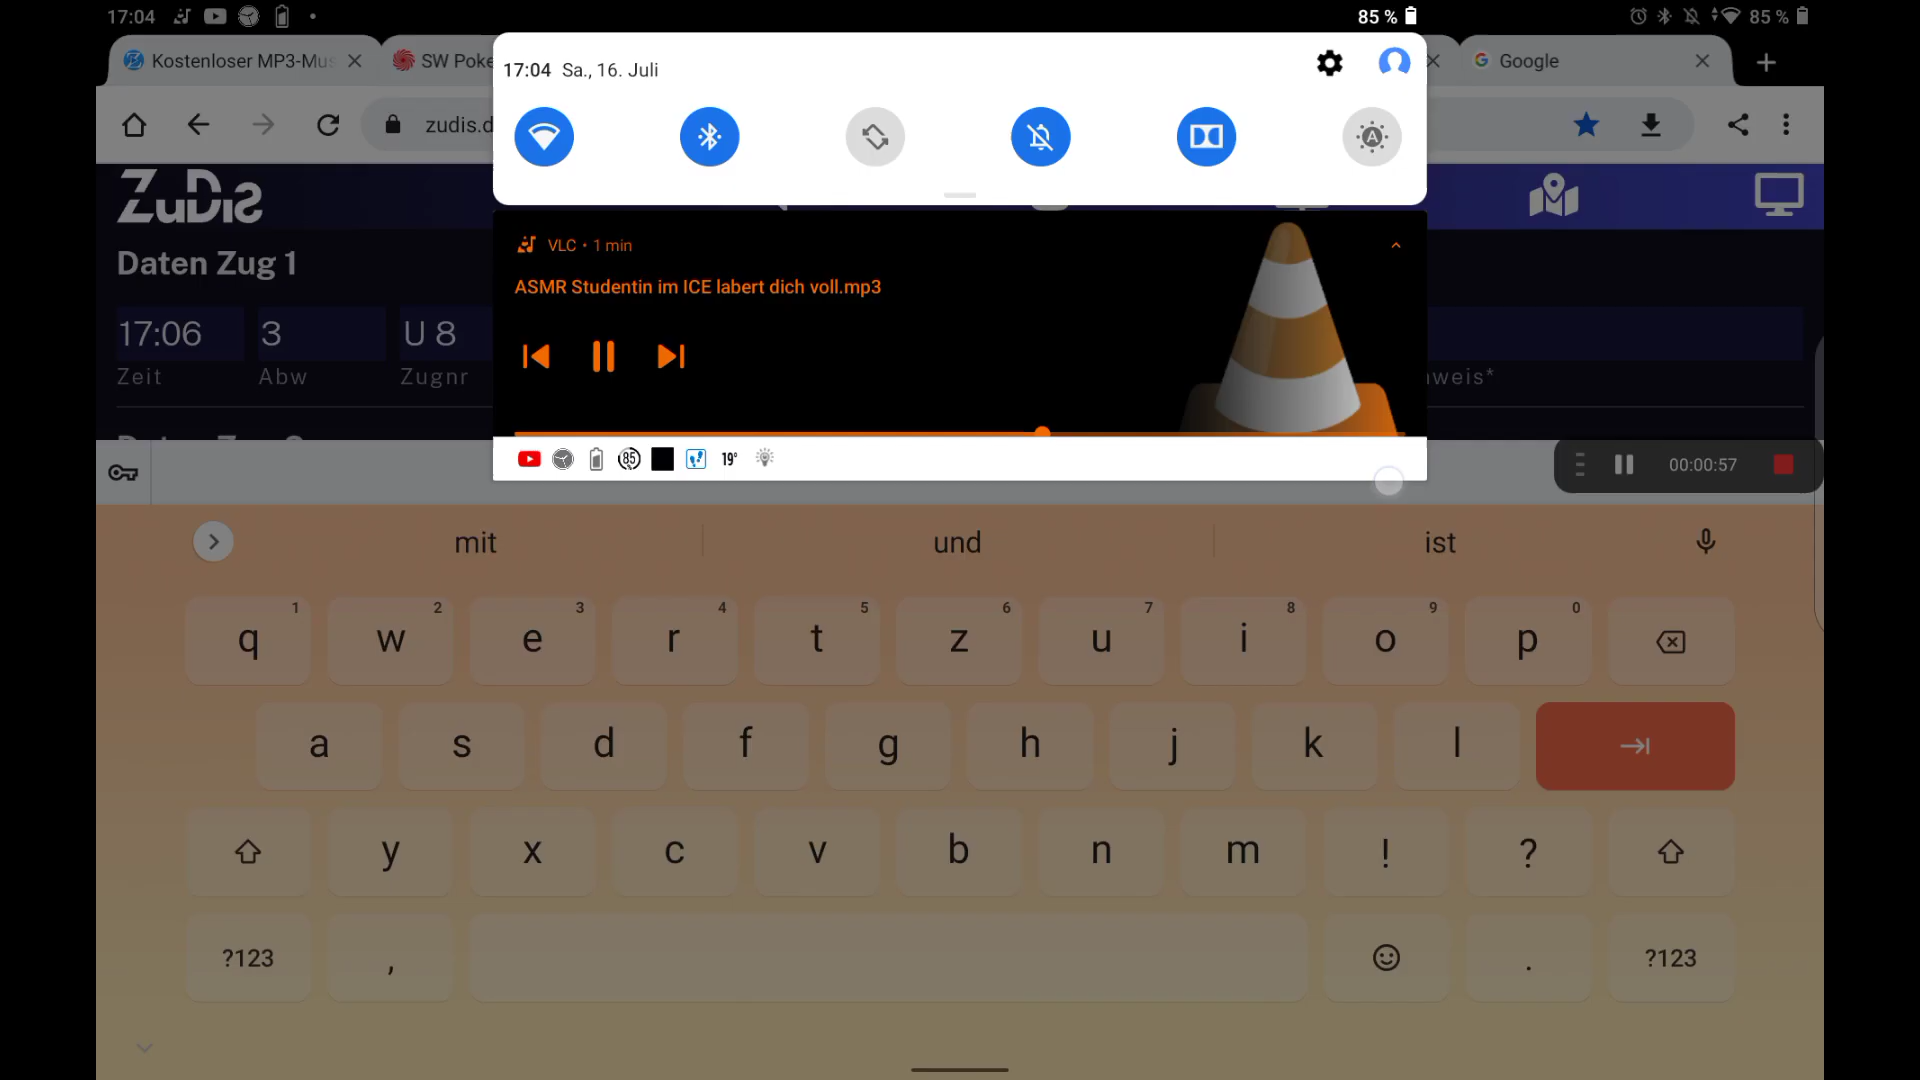 17:04
85 %
85 %
Kostenloser MP3-Mus
SW Poke
Google
17:04 Sa., 16. Juli
zudis.d
ZuDiS
VLC • 1 min
Daten Zug 1
ASMR Studentin im ICE labert dich voll.mp3
17:06 3 U 8
Zeit Abw Zugnr
weis*
85
19°
00:00:57
mit und ist
1 2 3 4 5 6 7 8 9 0
q w e r t z u i o p
a s d f g h j k l
y x c v b n m ! ?
?123 , . ?123